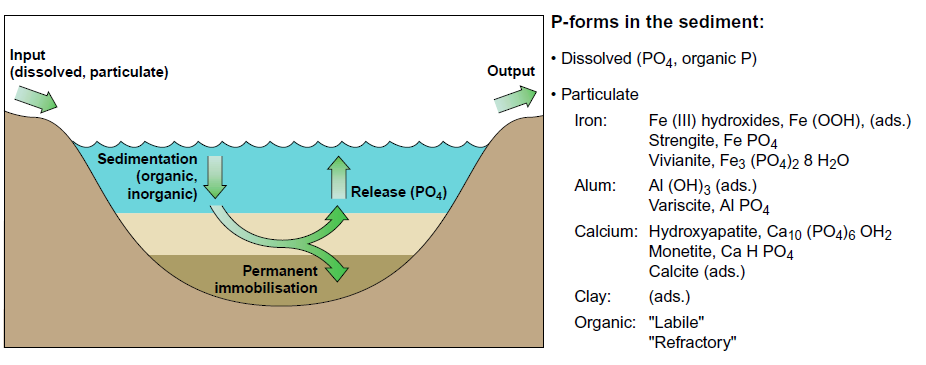 Input
(dissolved, particulate)
Output
Sedimentation
(organic,
inorganic)
Release (PO4)
Permanent
immobilisation
P-forms in the sediment:
• Dissolved (PO4, organic P)
• Particulate
Iron: Fe (III) hydroxides, Fe (OOH), (ads.)
Strengite, Fe PO4
Vivianite, Fe3 (PO4)2 8 H2O
Alum: Al (OH)3 (ads.)
Variscite, Al PO4
Calcium: Hydroxyapatite, Ca10 (PO4)6 OH2
Monetite, Ca H PO4
Calcite (ads.)
Clay: (ads.)
Organic: "Labile"
"Refractory"